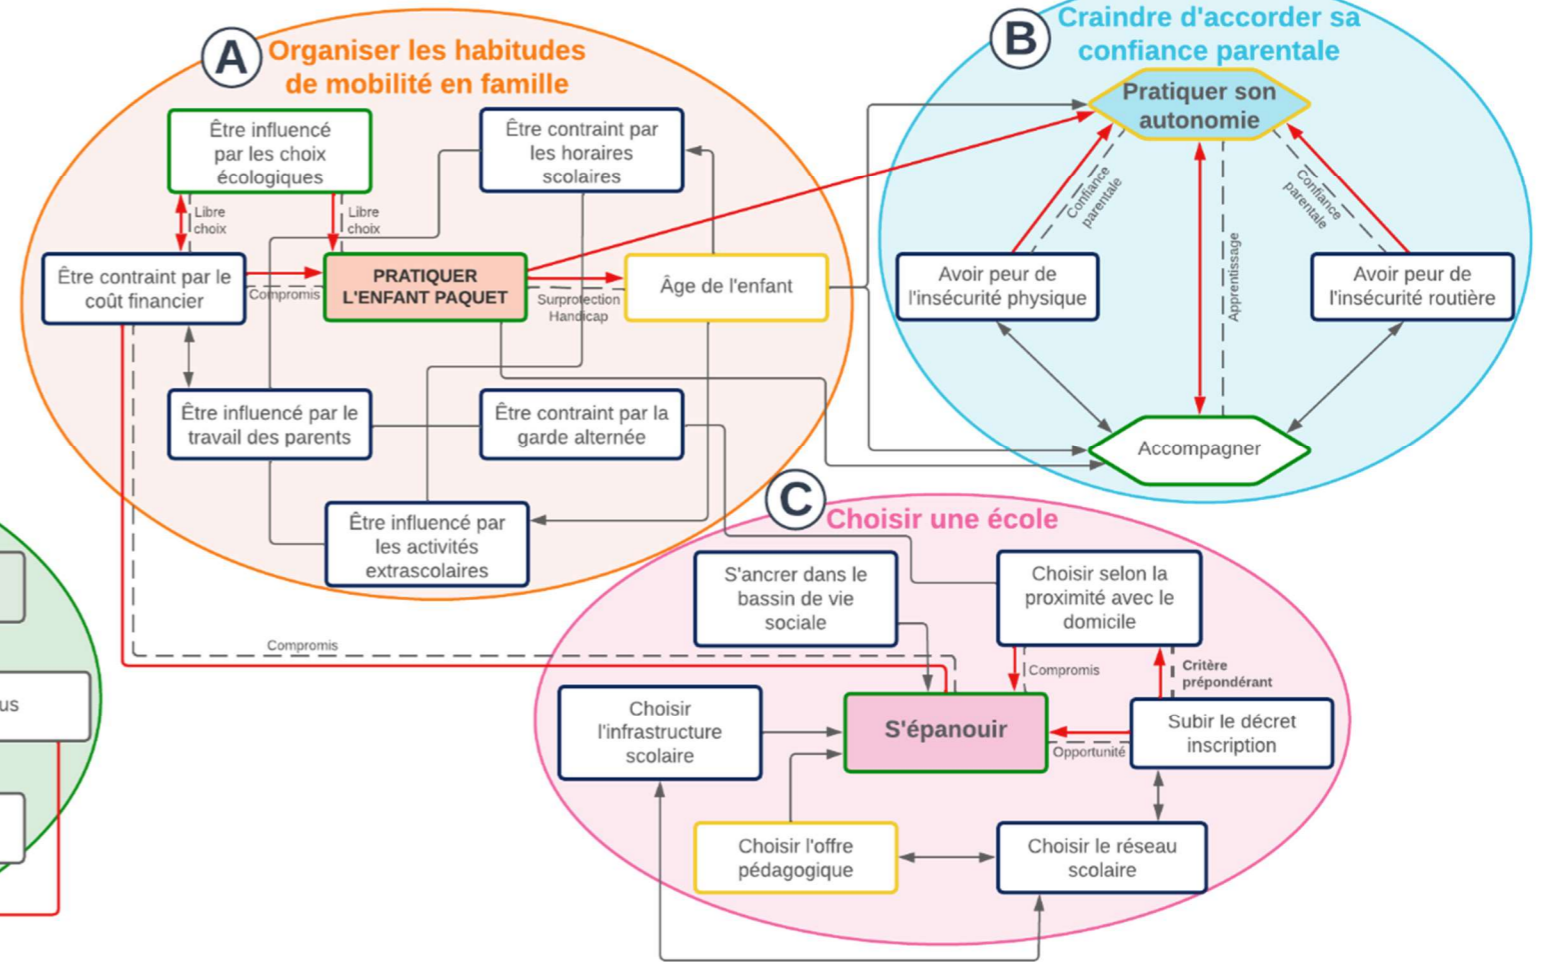 A
Organiser les habitudes
de mobilité en famille
Être influencé
par les choix
écologiques
Être contraint par
les horaires
scolaires
Libre
choix
Libre
choix
Être contraint par le
coût financier
Compromis
PRATIQUER
L'ENFANT PAQUET
Surprotection
Handicap
Âge de l'enfant
Être influencé par le
travail des parents
Être contraint par la
garde alternée
Être influencé par
les activités
extrascolaires
B
Craindre d'accorder sa
confiance parentale
Pratiquer son
autonomie
Confiance
parentale
Confiance
parentale
Apprentissage
Avoir peur de
l'insécurité physique
Avoir peur de
l'insécurité routière
Accompagner
C
Choisir une école
S'ancrer dans le
bassin de vie
sociale
Choisir selon la
proximité avec le
domicile
Compromis
Compromis
Critère
prépondérant
Choisir
l'infrastructure
scolaire
S'épanouir
Subir le décret
inscription
Opportunité
Choisir l'offre
pédagogique
Choisir le réseau
scolaire
us